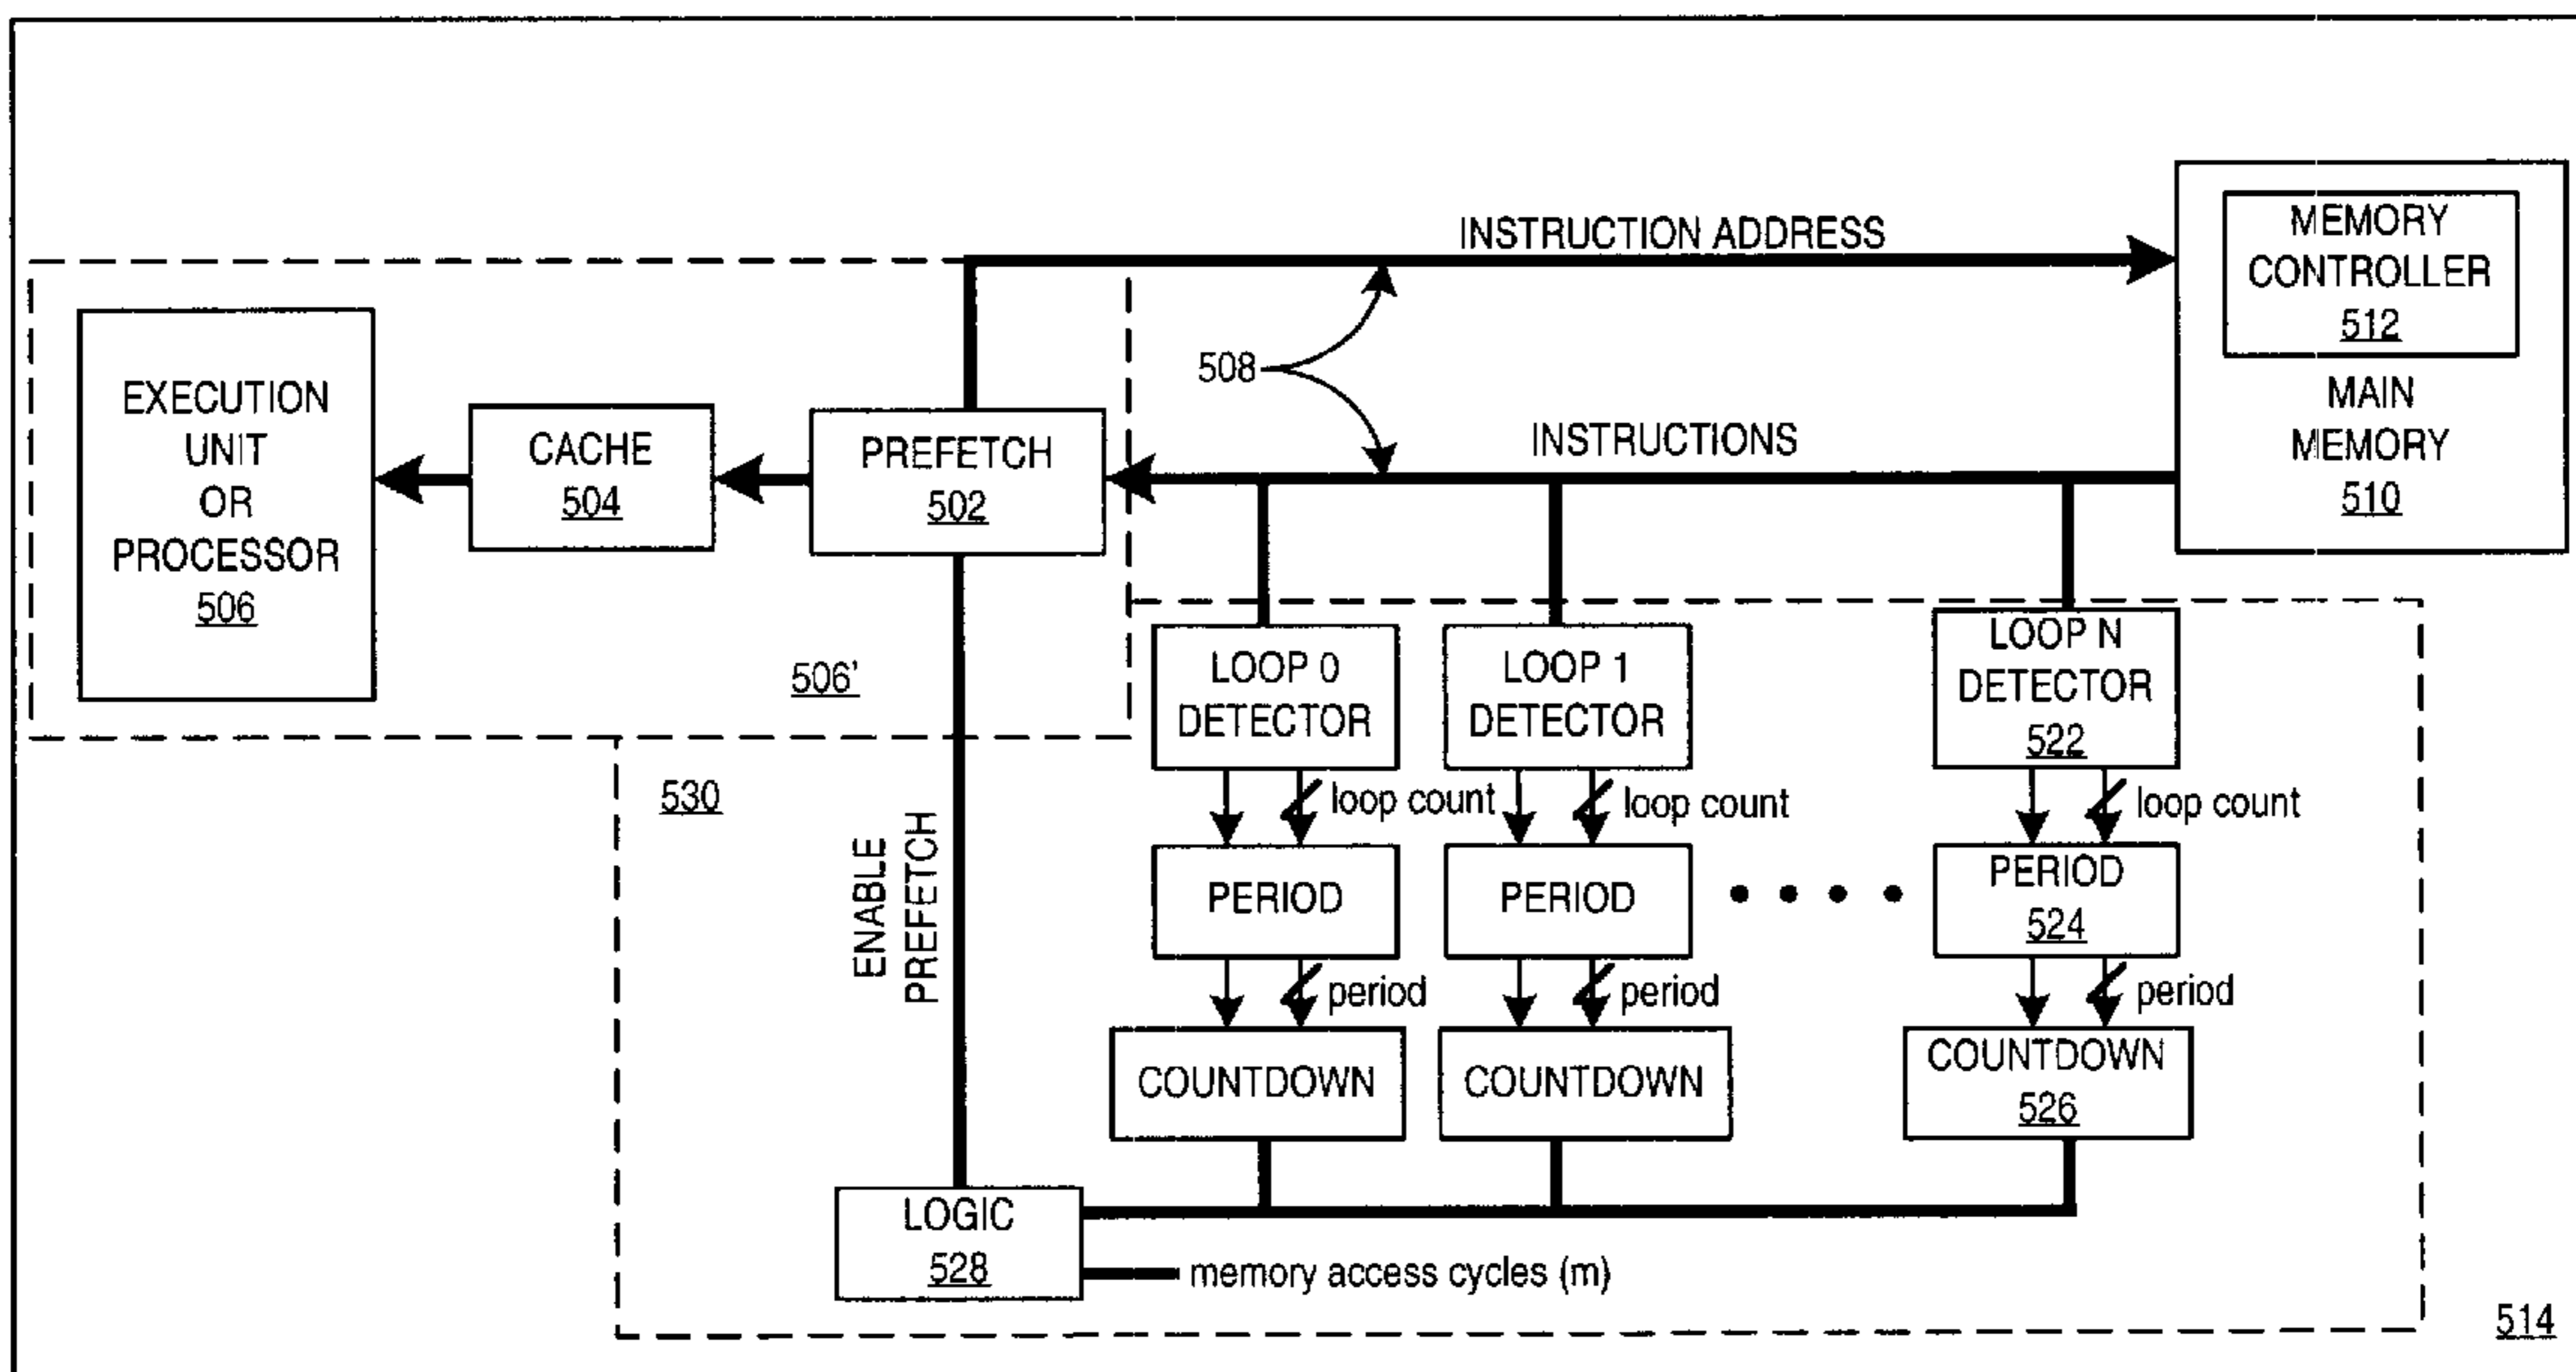 INSTRUCTION ADDRESS
MEMORY
CONTROLLER
512
MAIN
MEMORY
510
508
INSTRUCTIONS
EXECUTION
UNIT
OR
PROCESSOR
506
CACHE
504
PREFETCH
502
506'
530
ENABLE
PREFETCH
LOOP 0
DETECTOR
LOOP 1
DETECTOR
LOOP N
DETECTOR
522
loop count
loop count
loop count
PERIOD
PERIOD
• • • •
PERIOD
524
period
period
period
COUNTDOWN
COUNTDOWN
COUNTDOWN
526
LOGIC
528
memory access cycles (m)
514